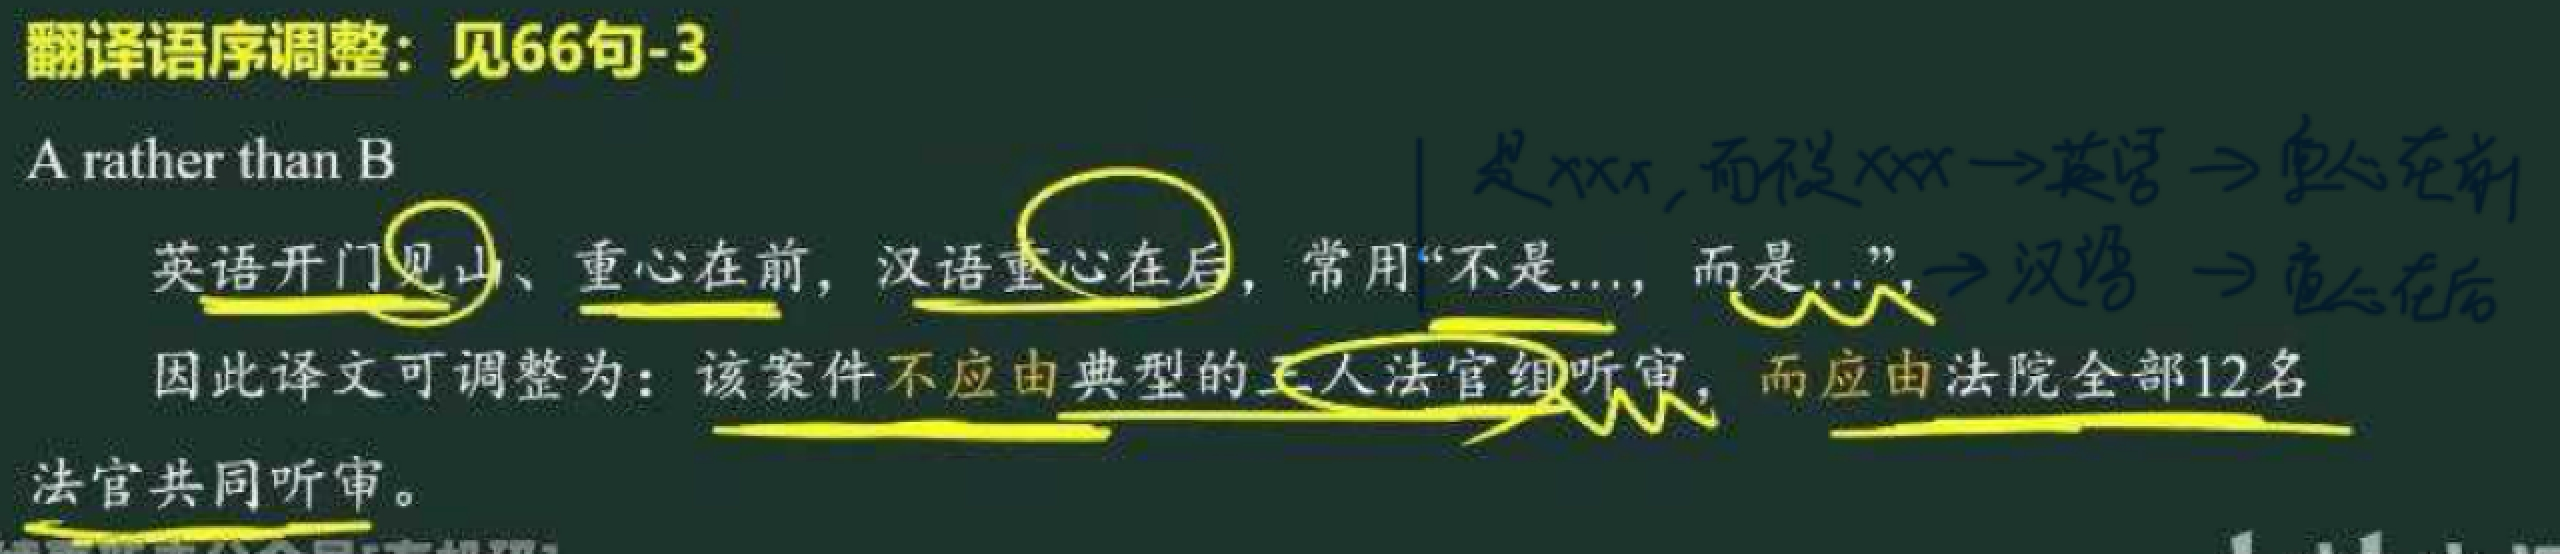 翻译语序调整：见66句-3
A rather than B
是xxx，而不是xxx→英语→重心在前
英语开门见山、重心在前，汉语重心在后，常用“不是…，而是…”，
→汉语→重心在后
因此译文可调整为：该案件不应由典型的三人法官组听审，而应由法院全部12名
法官共同听审。